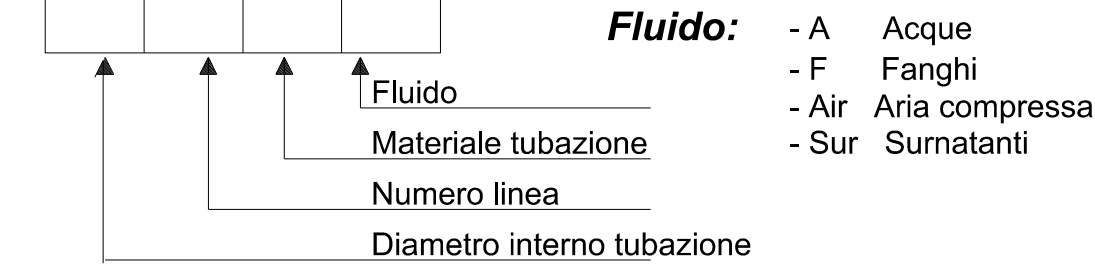 Fluido:
- A Acque
- F Fanghi
- Air Aria compressa
- Sur Surnatanti
Fluido
Materiale tubazione
Numero linea
Diametro interno tubazione